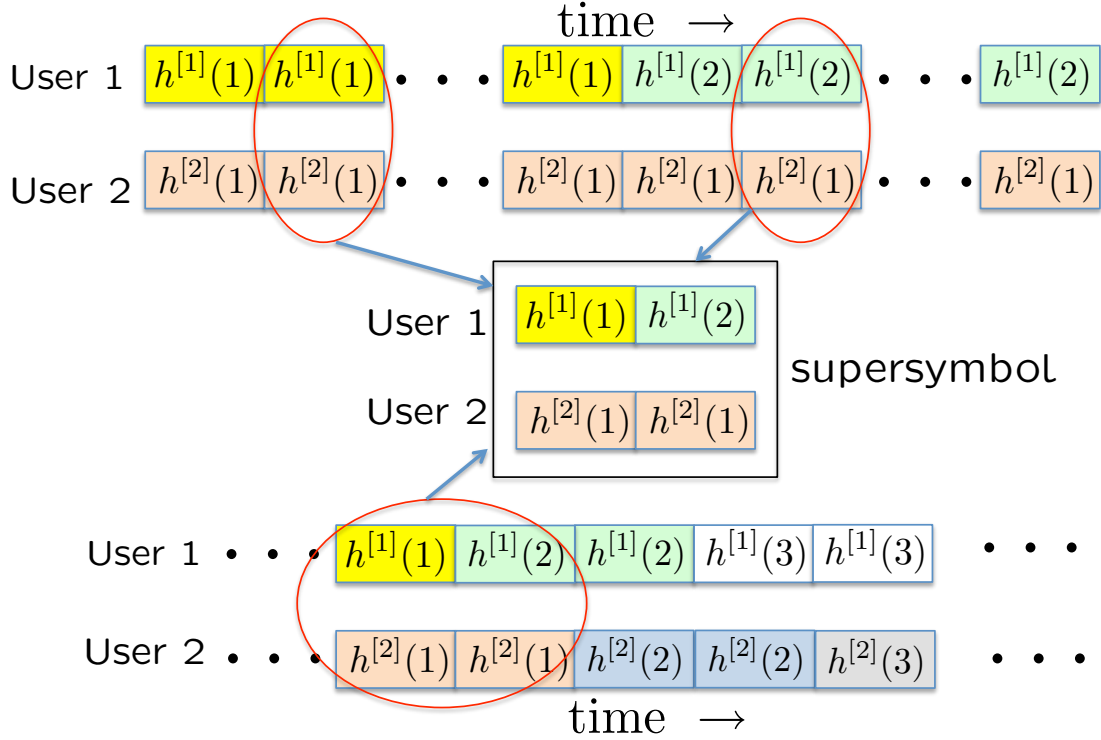 time →
User 1 h^{[1]}(1) h^{[1]}(1) • • • h^{[1]}(1) h^{[1]}(2) h^{[1]}(2) • • • h^{[1]}(2)
User 2 h^{[2]}(1) h^{[2]}(1) • • • h^{[2]}(1) h^{[2]}(1) h^{[2]}(1) • • • h^{[2]}(1)
User 1 h^{[1]}(1) h^{[1]}(2)
supersymbol
User 2 h^{[2]}(1) h^{[2]}(1)
User 1 • • • h^{[1]}(1) h^{[1]}(2) h^{[1]}(2) h^{[1]}(3) h^{[1]}(3) • • •
User 2 • • • h^{[2]}(1) h^{[2]}(1) h^{[2]}(2) h^{[2]}(2) h^{[2]}(3) • • •
time →